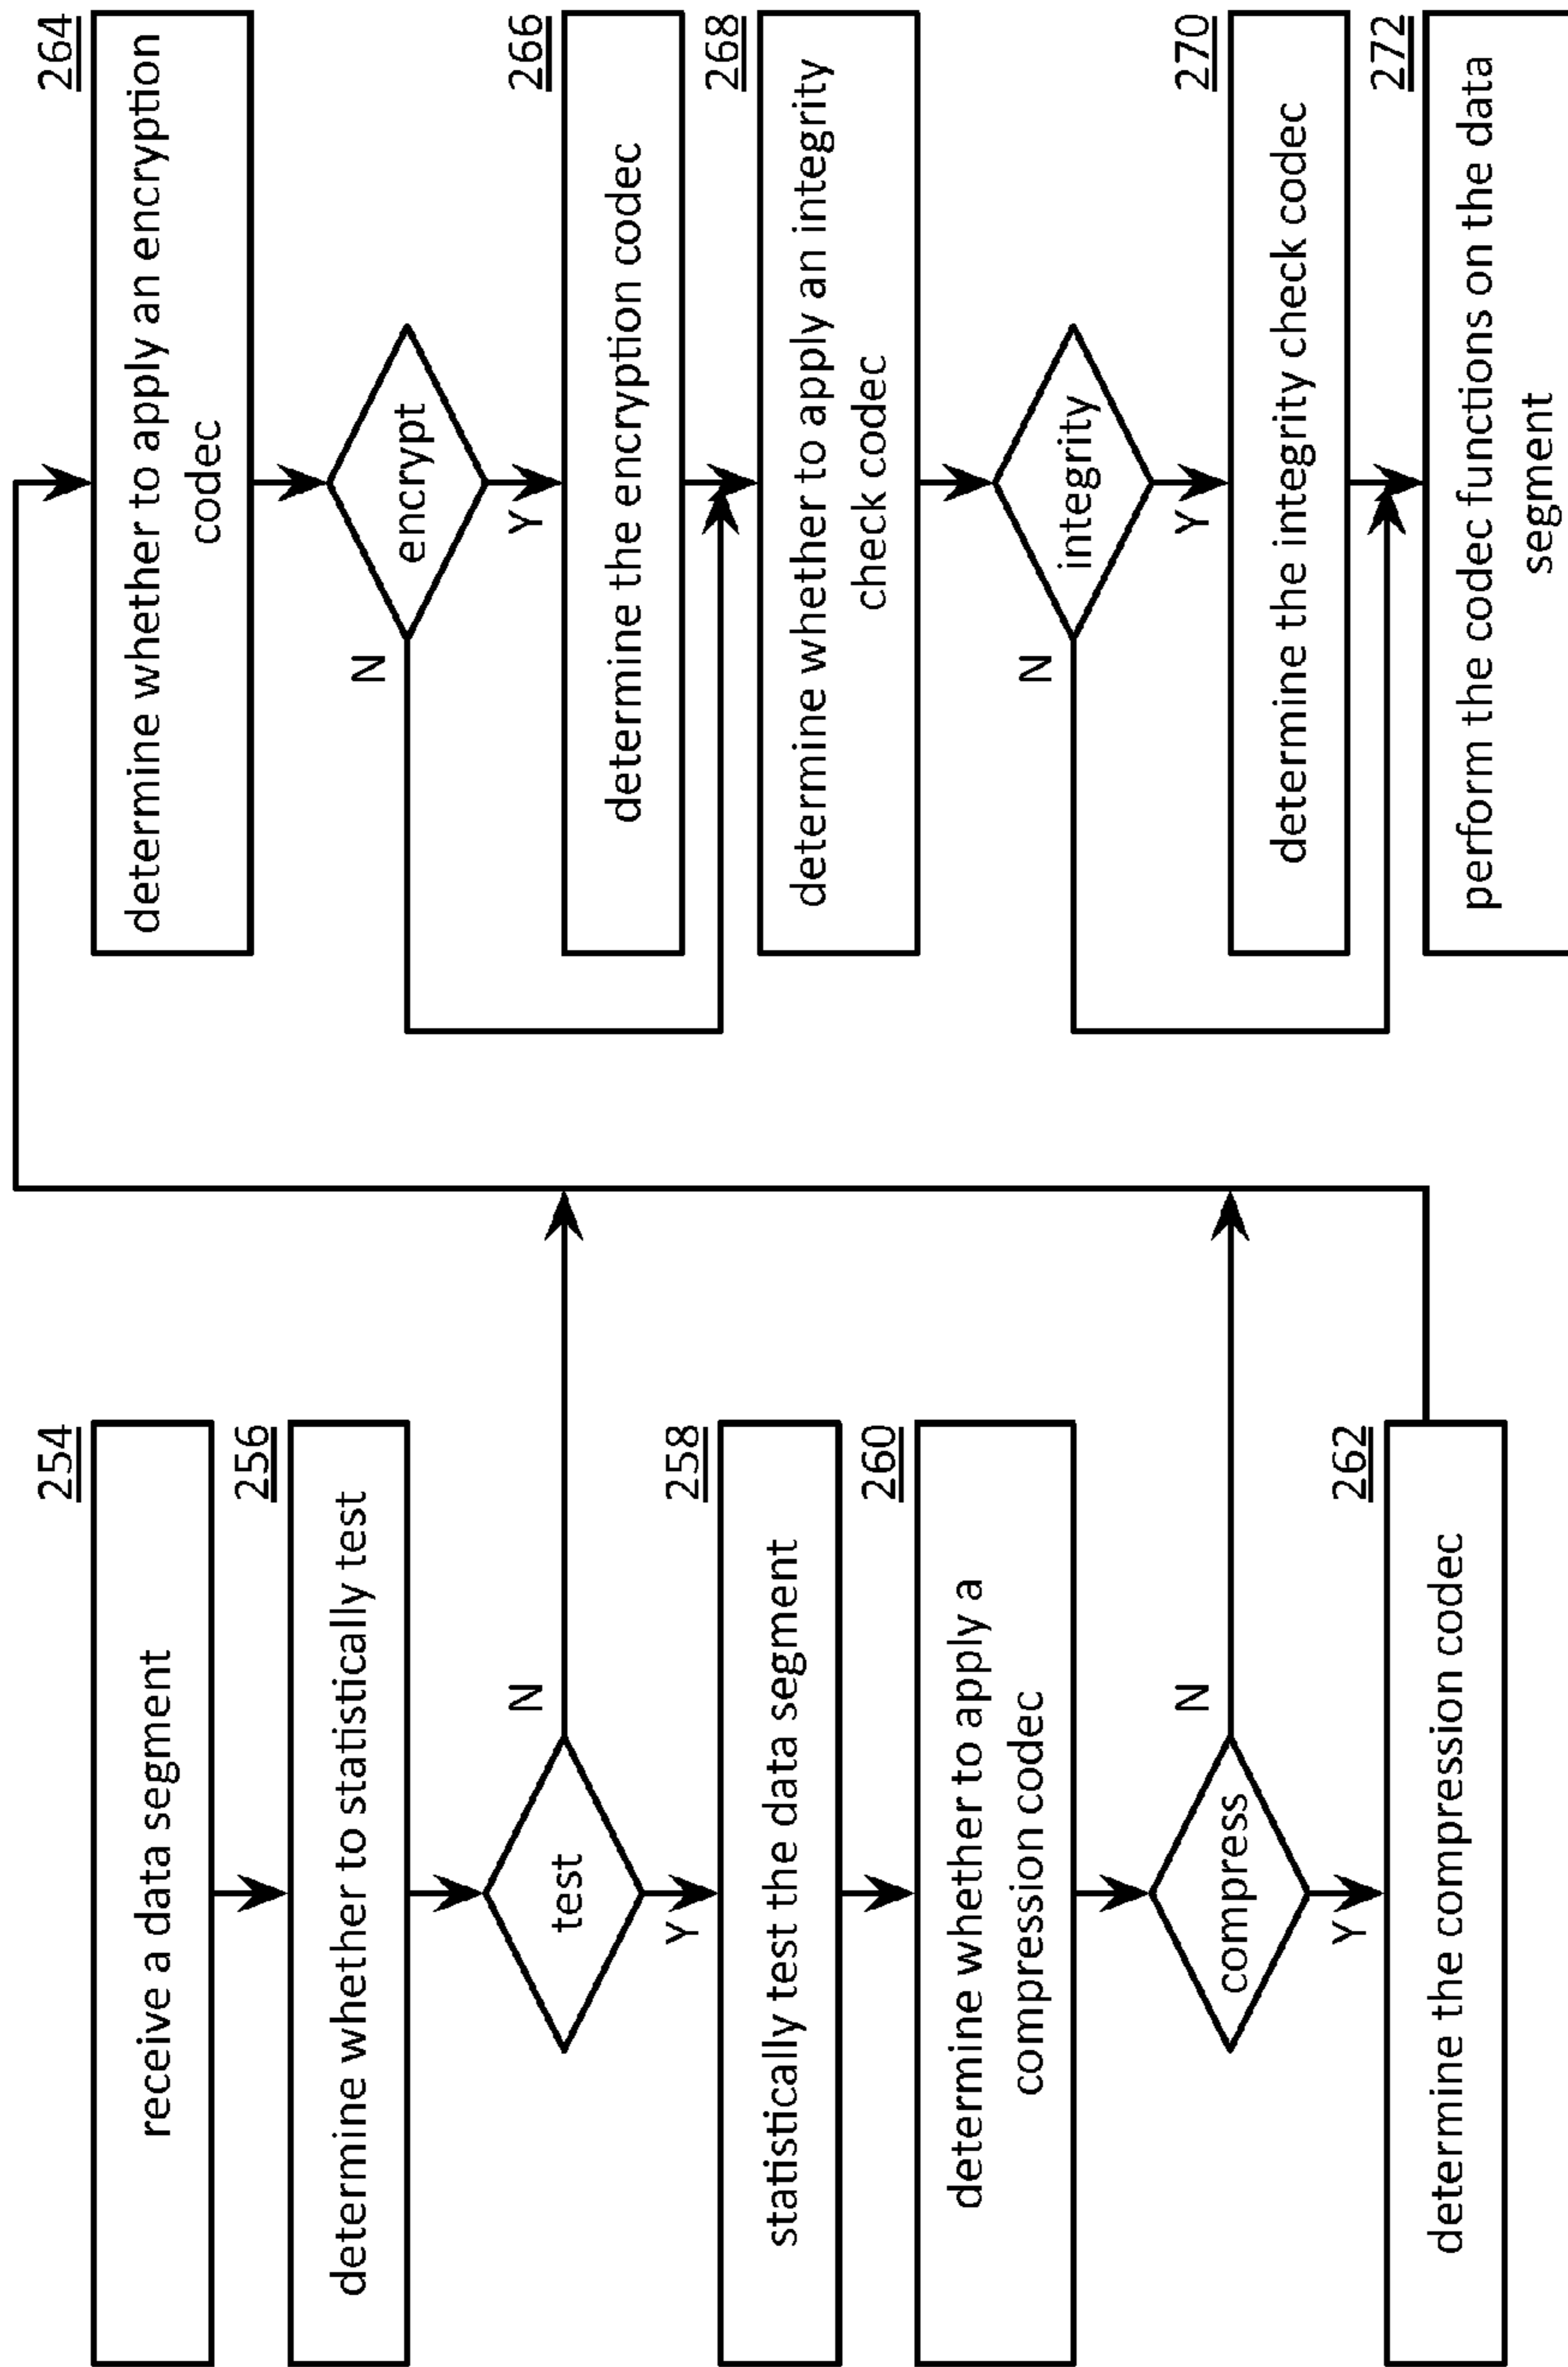 254
receive a data segment
256
determine whether to statistically test
test
N
Y
258
statistically test the data segment
260
determine whether to apply a
compression codec
compress
N
Y
262
determine the compression codec
264
determine whether to apply an encryption
codec
encrypt
N
Y
266
determine the encryption codec
268
determine whether to apply an integrity
check codec
integrity
N
Y
270
determine the integrity check codec
272
perform the codec functions on the data
segment